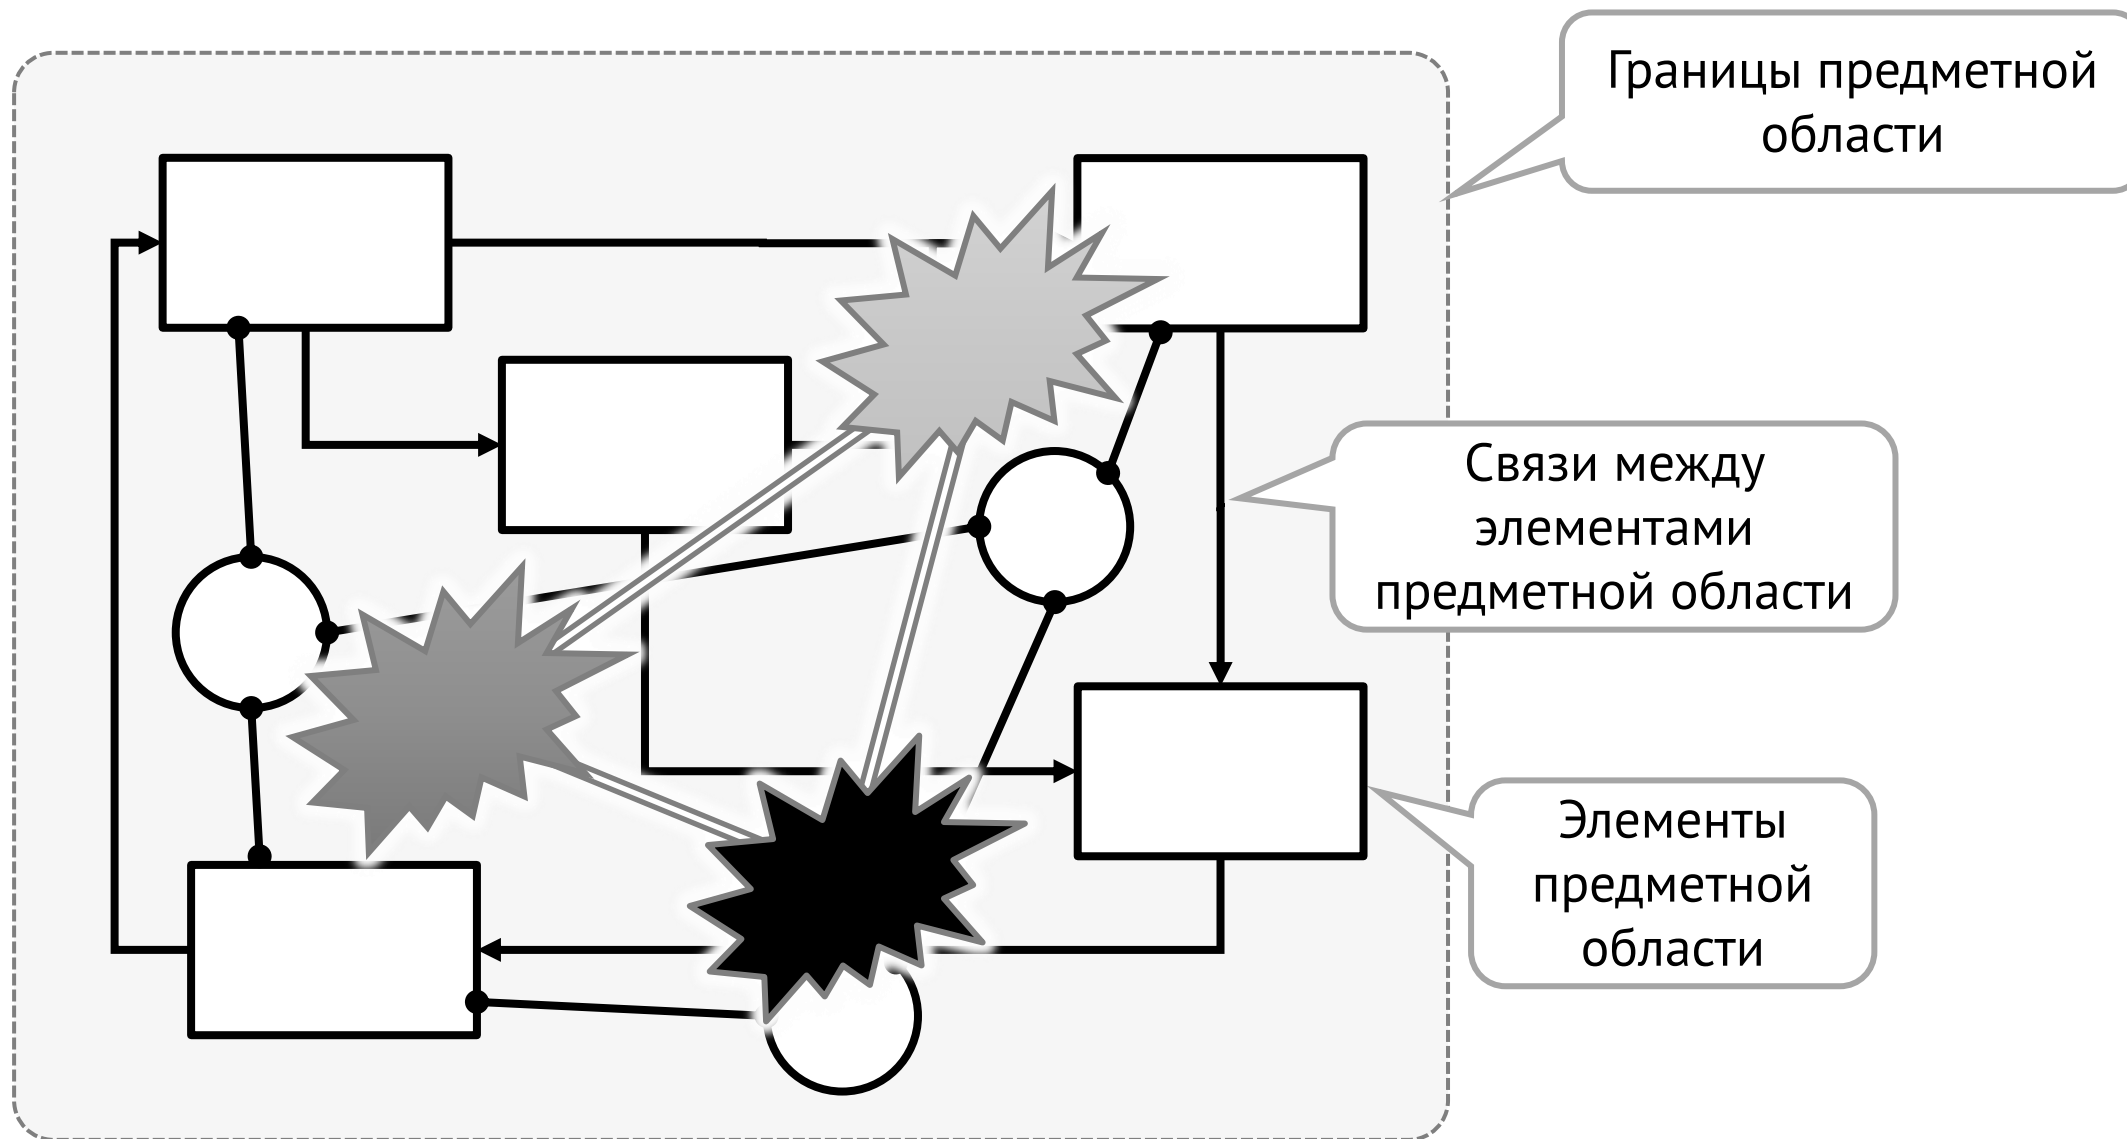 Границы предметной
области
Связи между
элементами
предметной области
Элементы
предметной
области